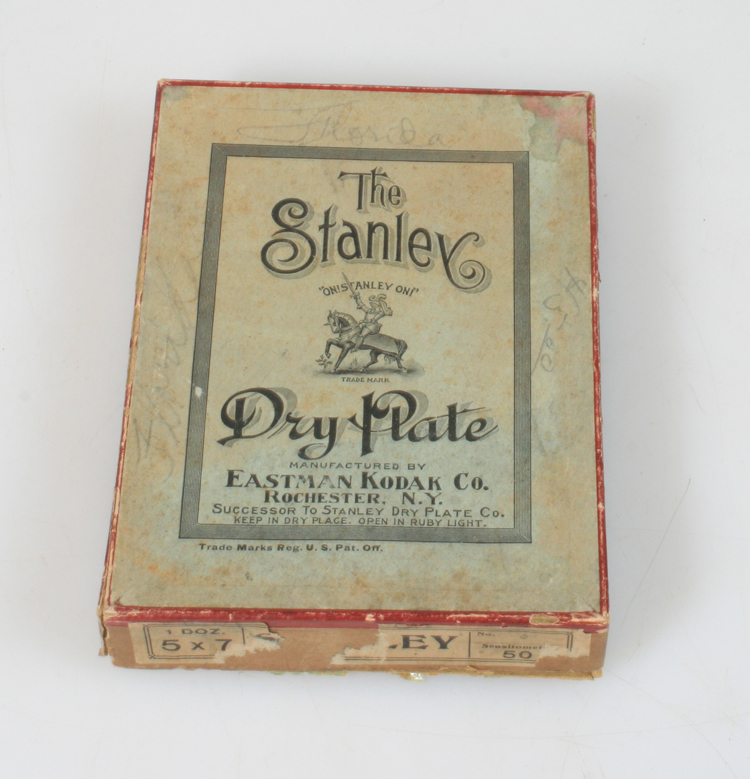 Florida
The
Stanley
"ON! STANLEY ON!"
TRADE MARK
Dry Plate
MANUFACTURED BY
EASTMAN KODAK CO.
ROCHESTER, N.Y.
SUCCESSOR TO STANLEY DRY PLATE CO.
KEEP IN DRY PLACE. OPEN IN RUBY LIGHT.
Trade Marks Reg. U. S. Pat. Off.
1 DOZ.
5 x 7
LEY
No.
Sensitomet
50